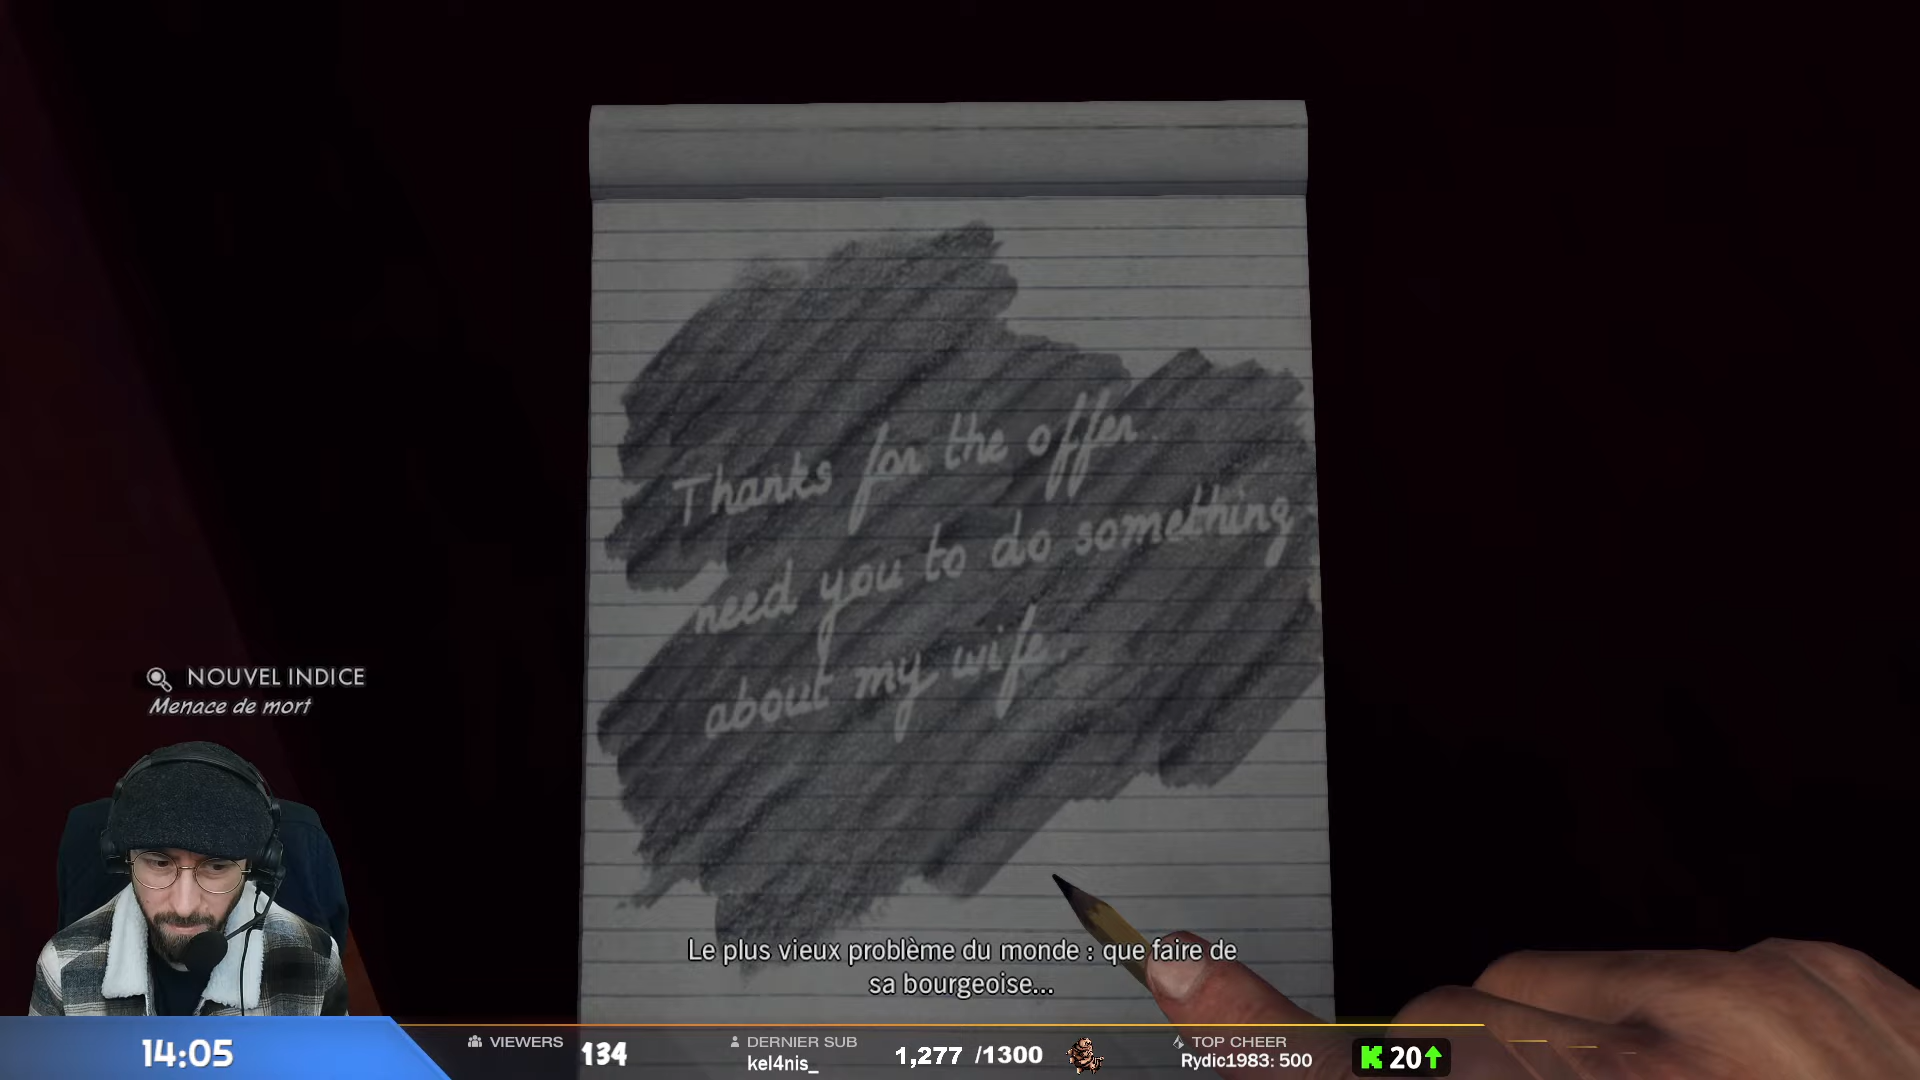 Thanks for the offer.
need you to do something
about my wife.
NOUVEL INDICE
Menace de mort
Le plus vieux problème du monde : que faire de
sa bourgeoise...
14:05
VIEWERS
134
DERNIER SUB
kel4nis_
1,277 /1300
TOP CHEER
Rydic1983: 500
K 20↑